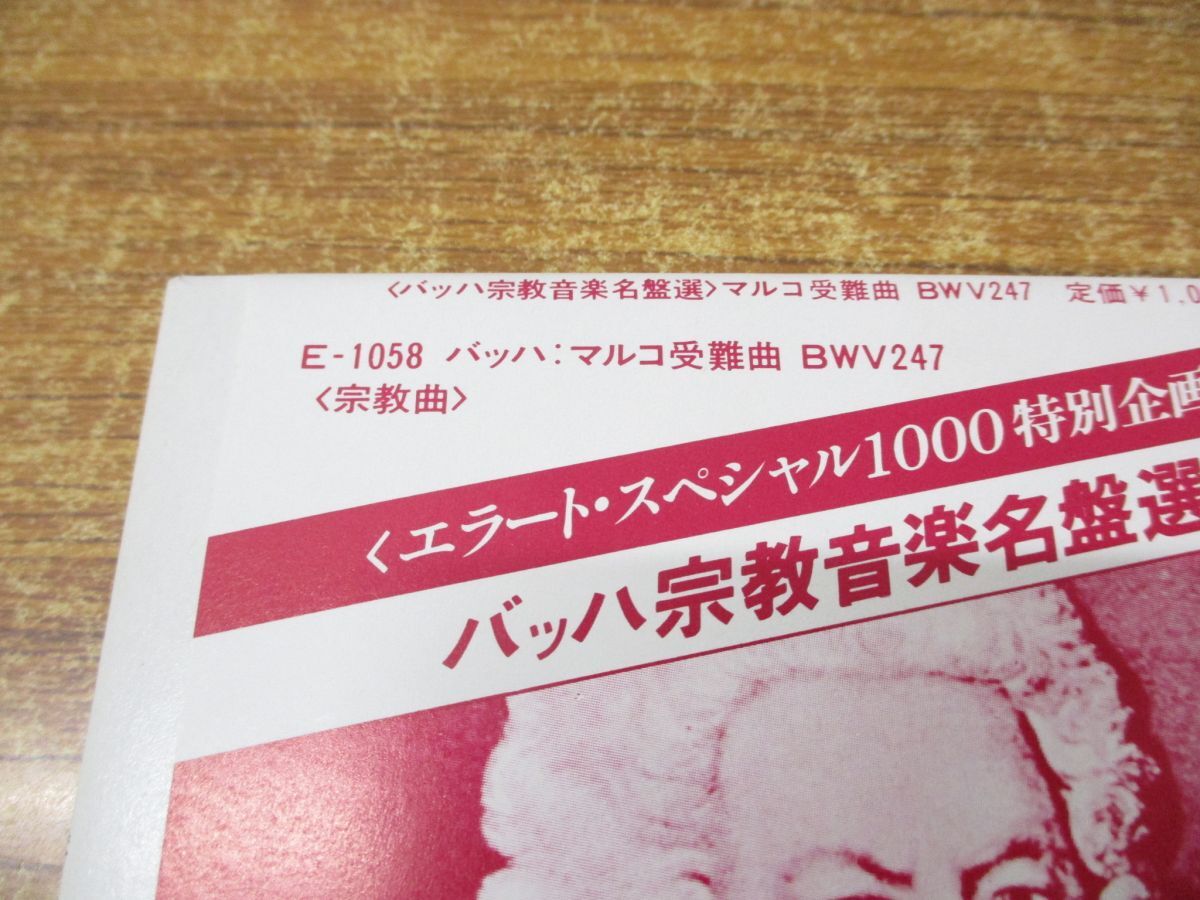 〈バッハ宗教音楽名盤選〉マルコ受難曲 BWV247 定価¥1,0
E-1058 バッハ:マルコ受難曲 BWV247
〈宗教曲〉
〈エラート・スペシャル1000特別企画
バッハ宗教音楽名盤選